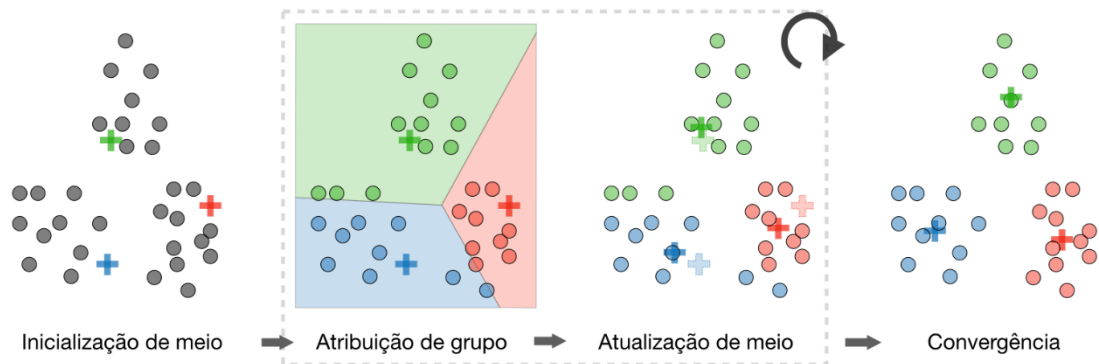 Inicialização de meio
Atribuição de grupo
Atualização de meio
Convergência